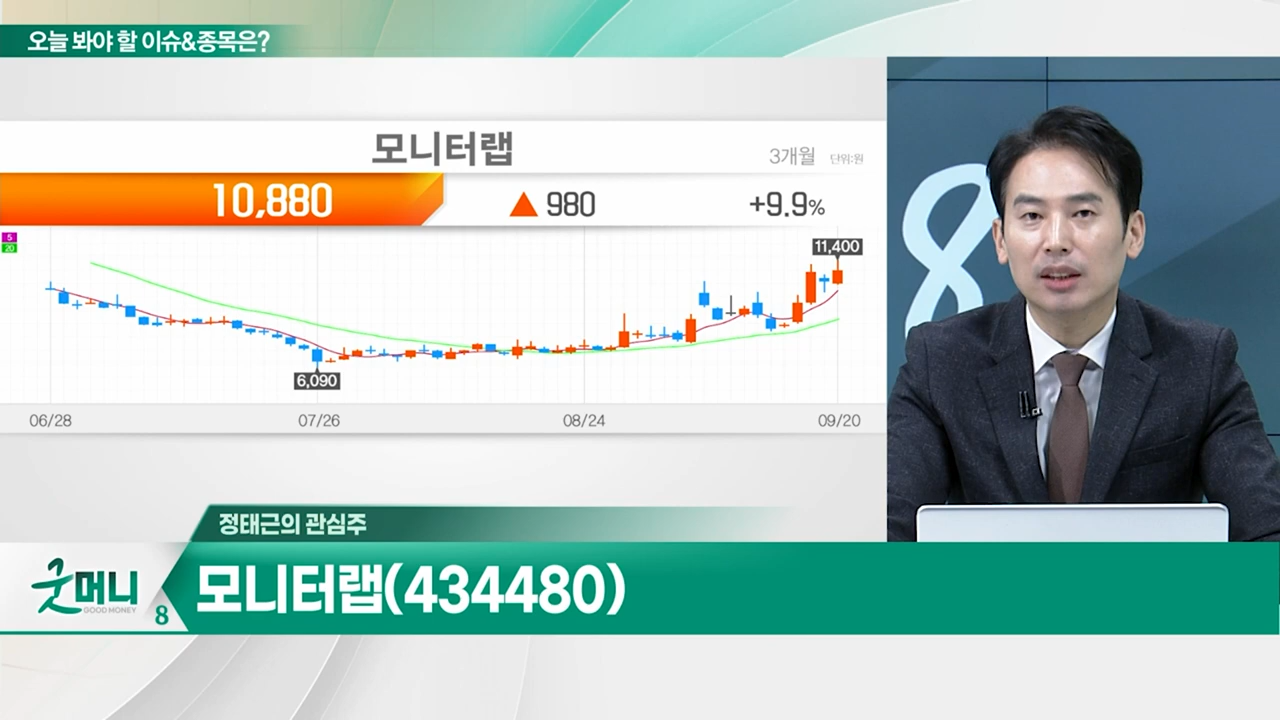 오늘 봐야 할 이슈&종목은?
모니터랩
3개월 단위:원
10,880 ▲ 980 +9.9%
5
20
11,400
6,090
06/28 07/26 08/24 09/20
8
정태근의 관심주
굿머니
GOOD MONEY
8
모니터랩(434480)